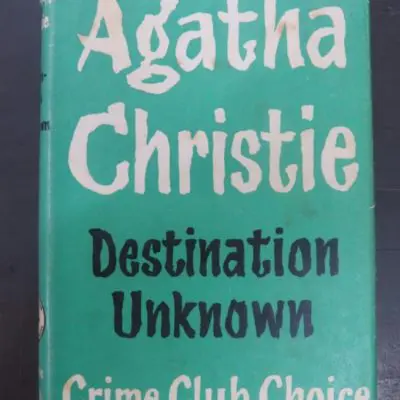 Agatha
Christie
Destination
Unknown
Crime Club Choice